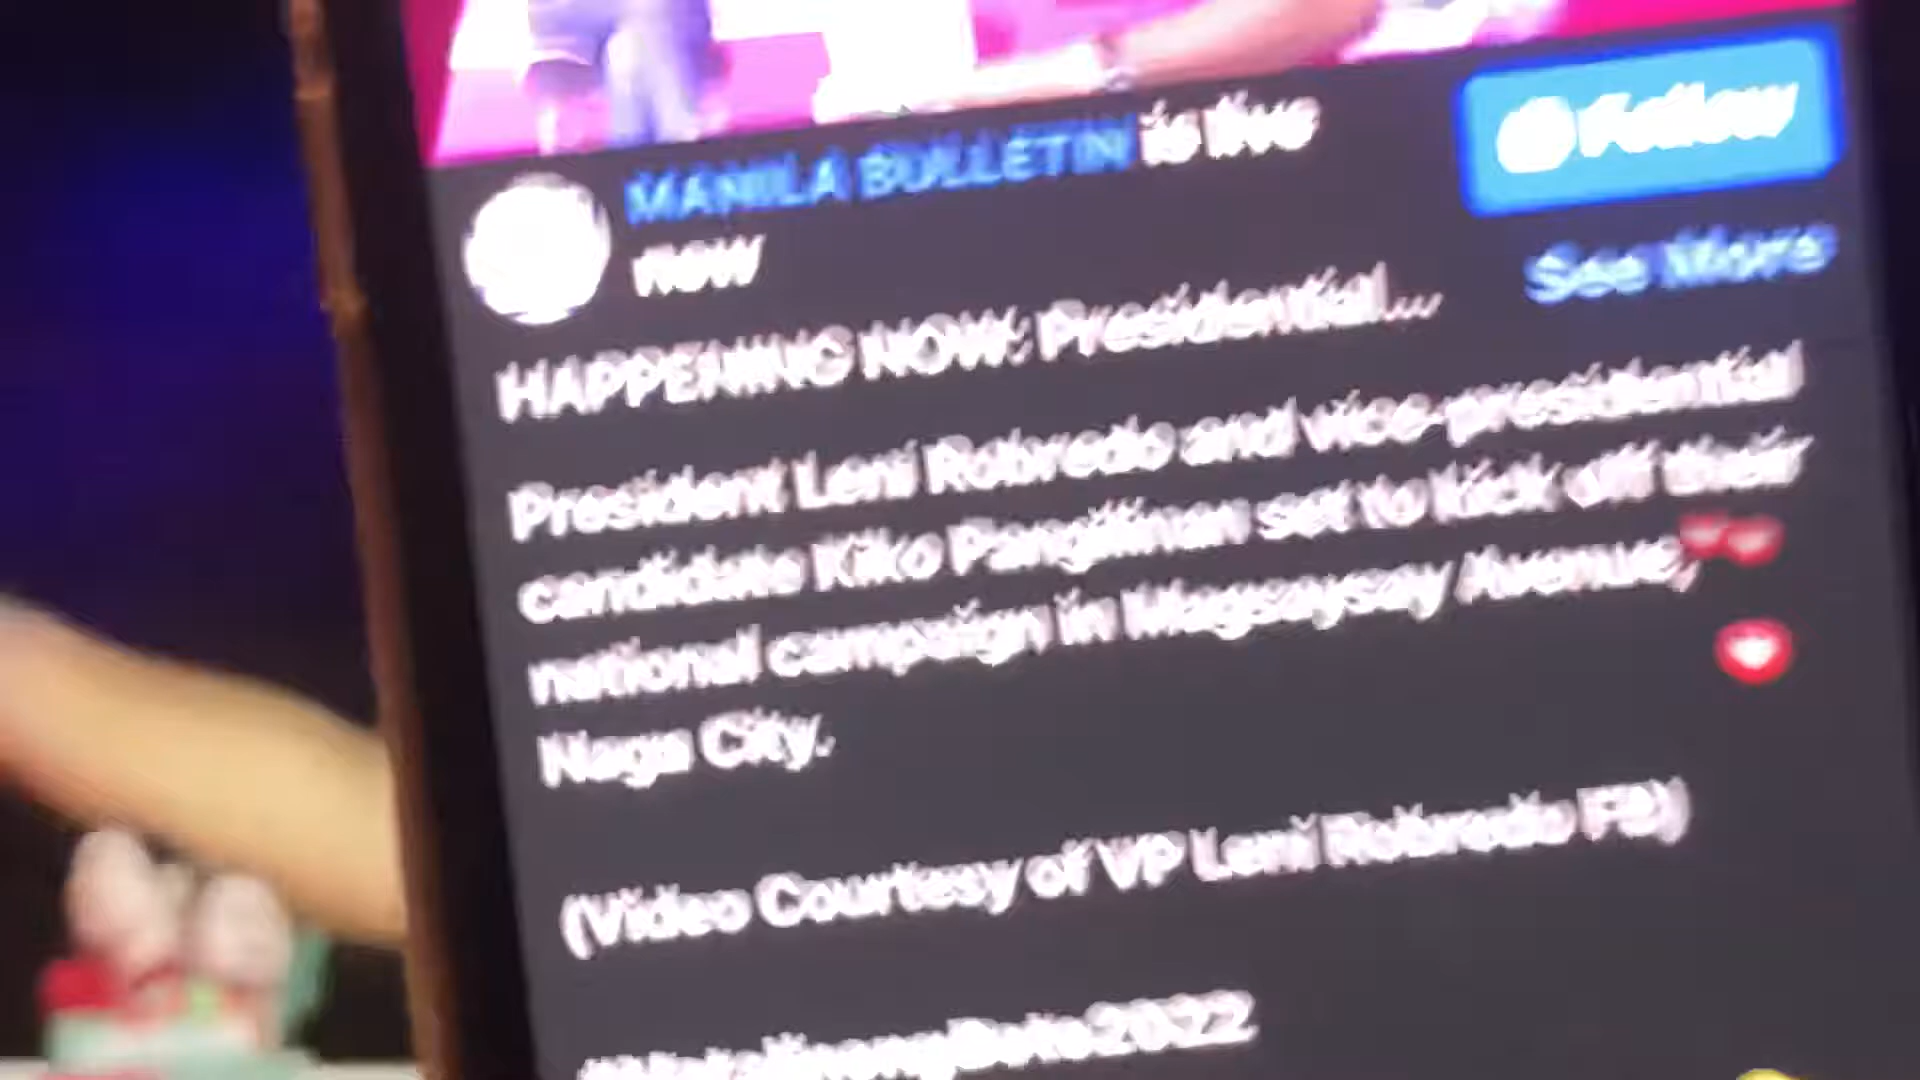 MANILA BULLETIN is live
now
Follow
See More
HAPPENING NOW: Presidential...
President Leni Robredo and vice-presidential
candidate Kiko Pangilinan set to kick off their
national campaign in Magsaysay Avenue,
Naga City.
(Video Courtesy of VP Leni Robredo FB)